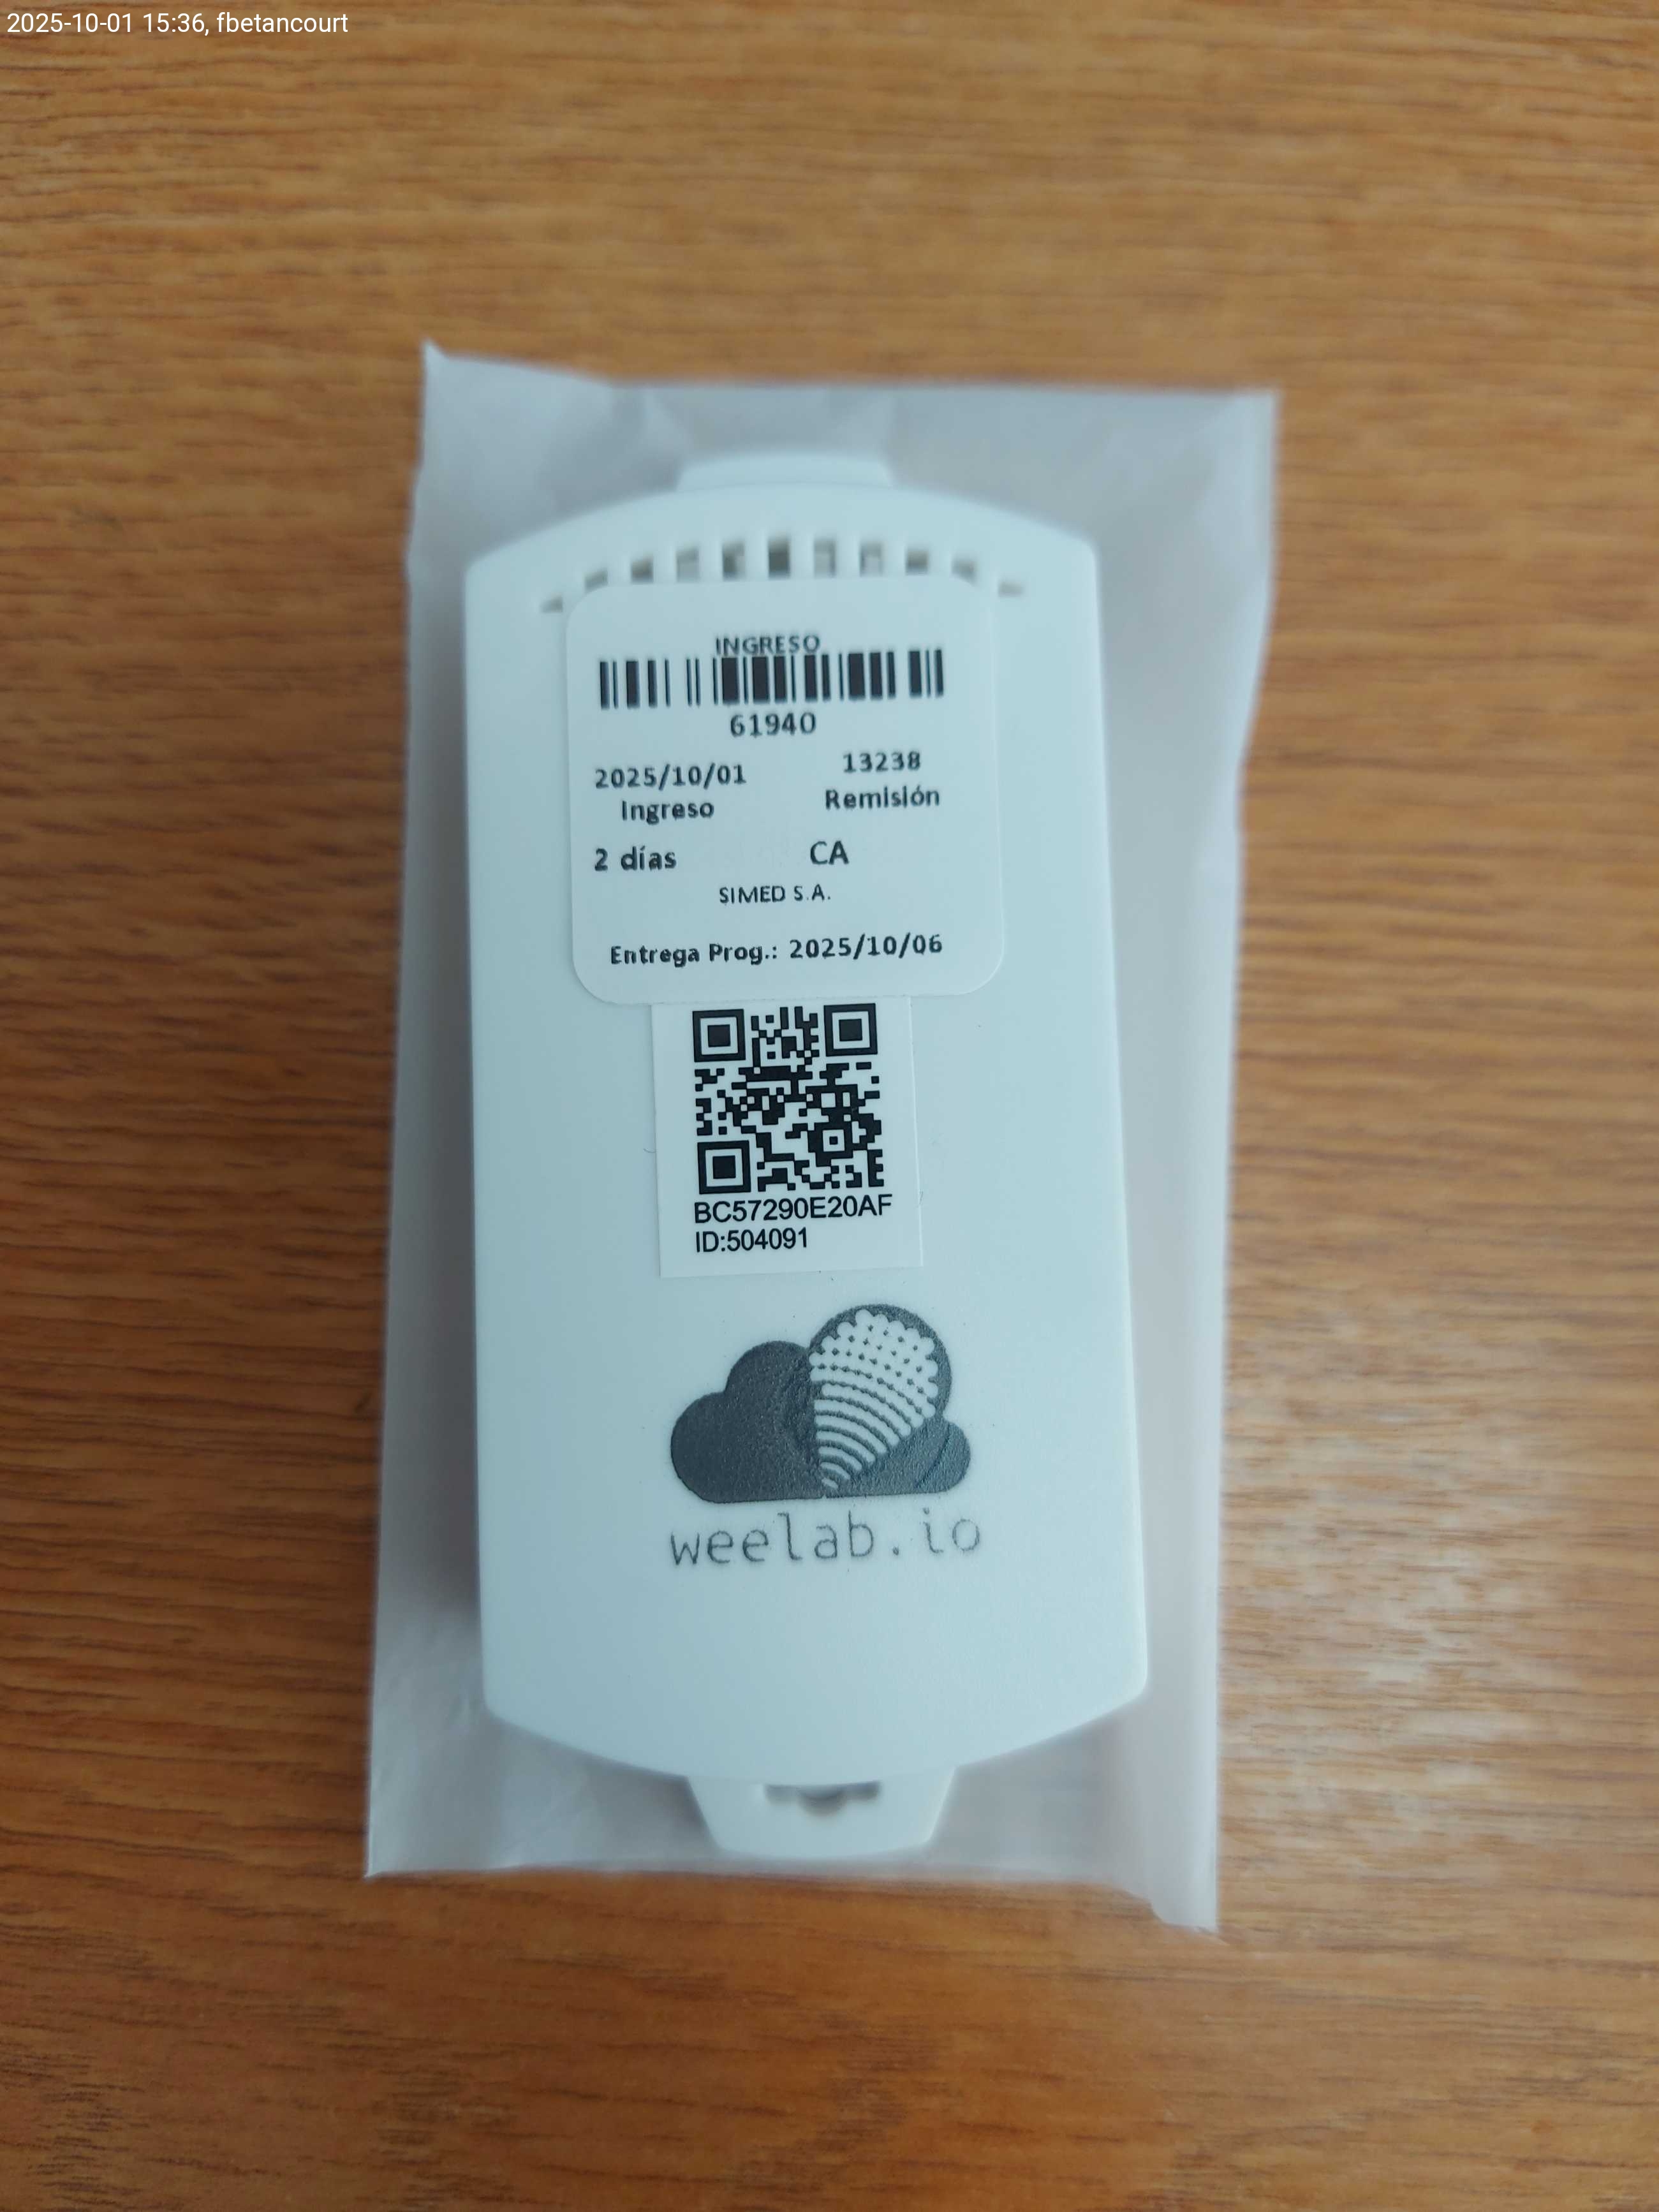 2025-10-01 15:36, fbetancourt
INGRESO
61940
2025/10/01 13238
Ingreso Remisión
2 días CA
SIMED S.A.
Entrega Prog.: 2025/10/06
BC57290E20AF
ID:504091
weelab.io